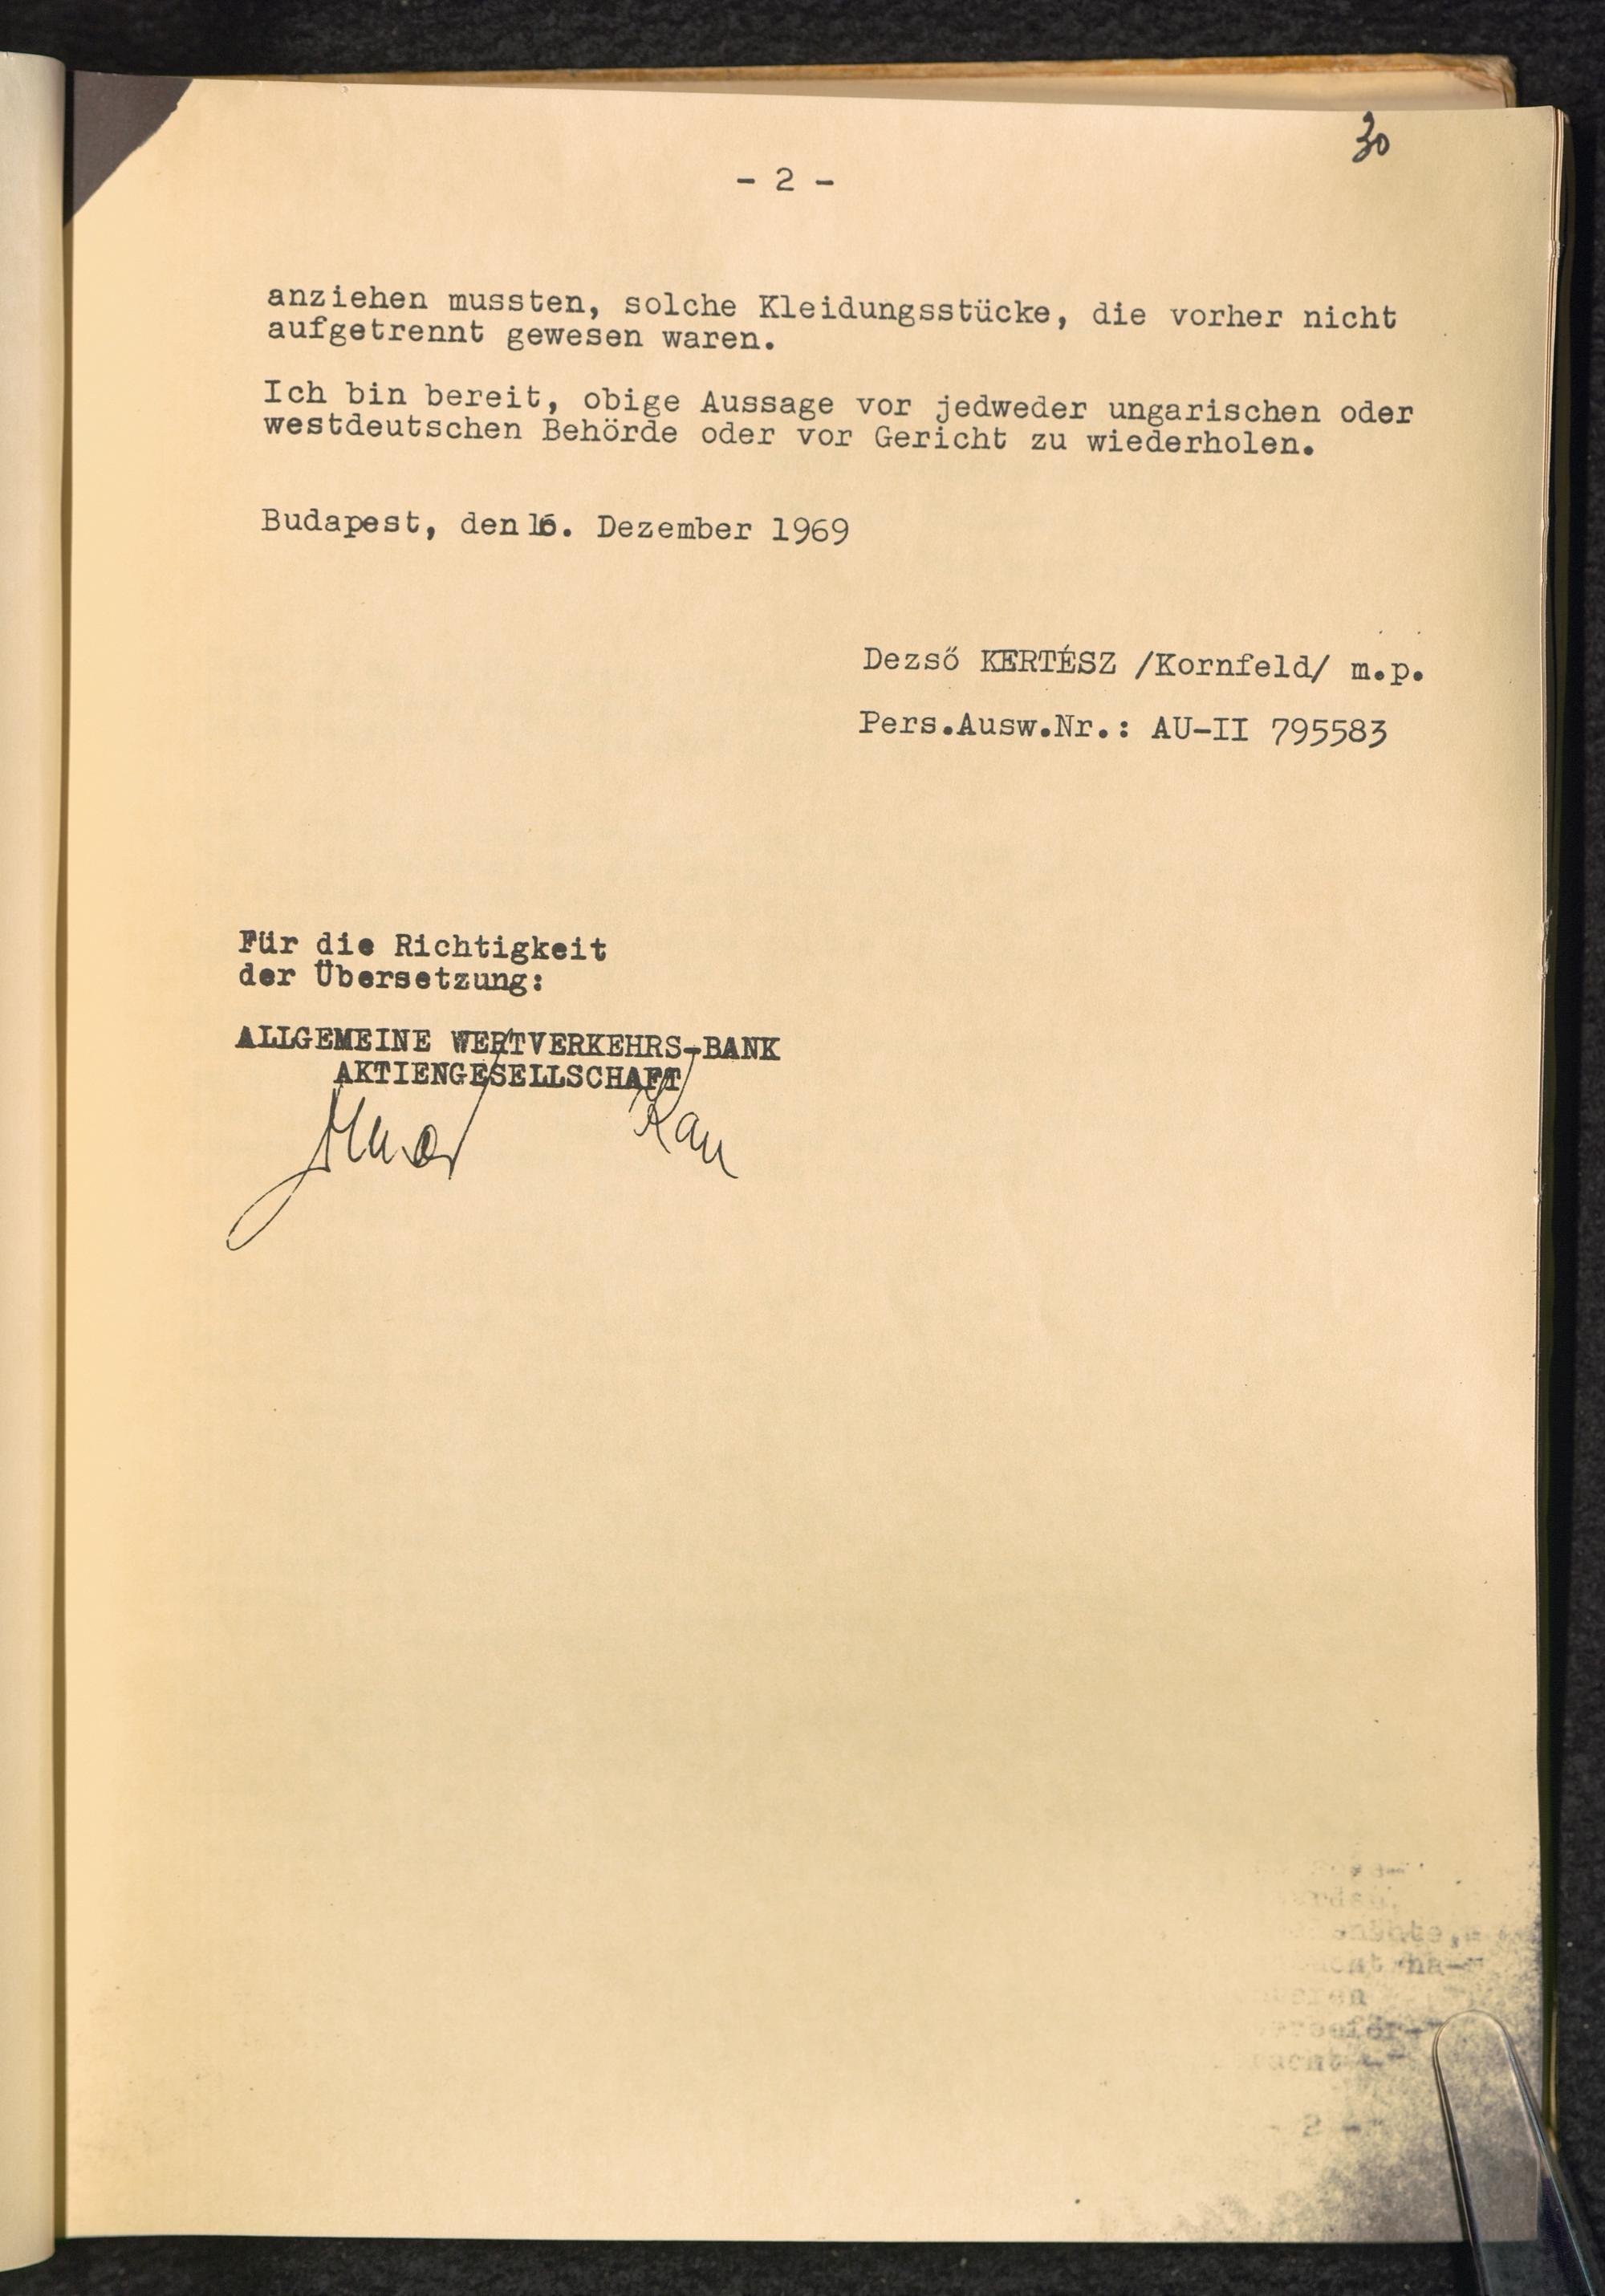 30
- 2 -
anziehen mussten, solche Kleidungsstücke, die vorher nicht
aufgetrennt gewesen waren.
Ich bin bereit, obige Aussage vor jedweder ungarischen oder
westdeutschen Behörde oder vor Gericht zu wiederholen.
Budapest, den 16. Dezember 1969
Dezső KERTÉSZ /Kornfeld/ m.p.
Pers.Ausw.Nr.: AU-II 795583
Für die Richtigkeit
der Übersetzung:
ALLGEMEINE WERTVERKEHRS-BANK
AKTIENGESELLSCHAFT
- 2 -